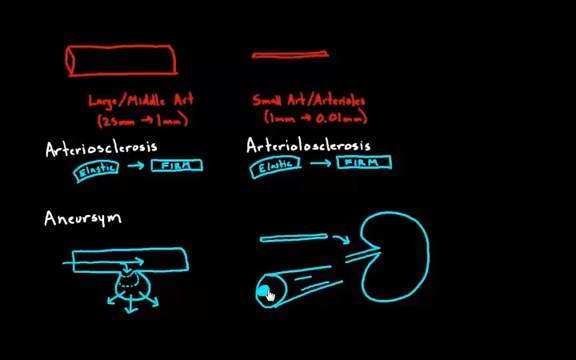 Large/Middle Art
(25mm → 1mm)
Small Art/Arterioles
(1mm → 0.01mm)
Arteriosclerosis
Elastic → FIRM
Arteriolosclerosis
Elastic → FIRM
Aneursym